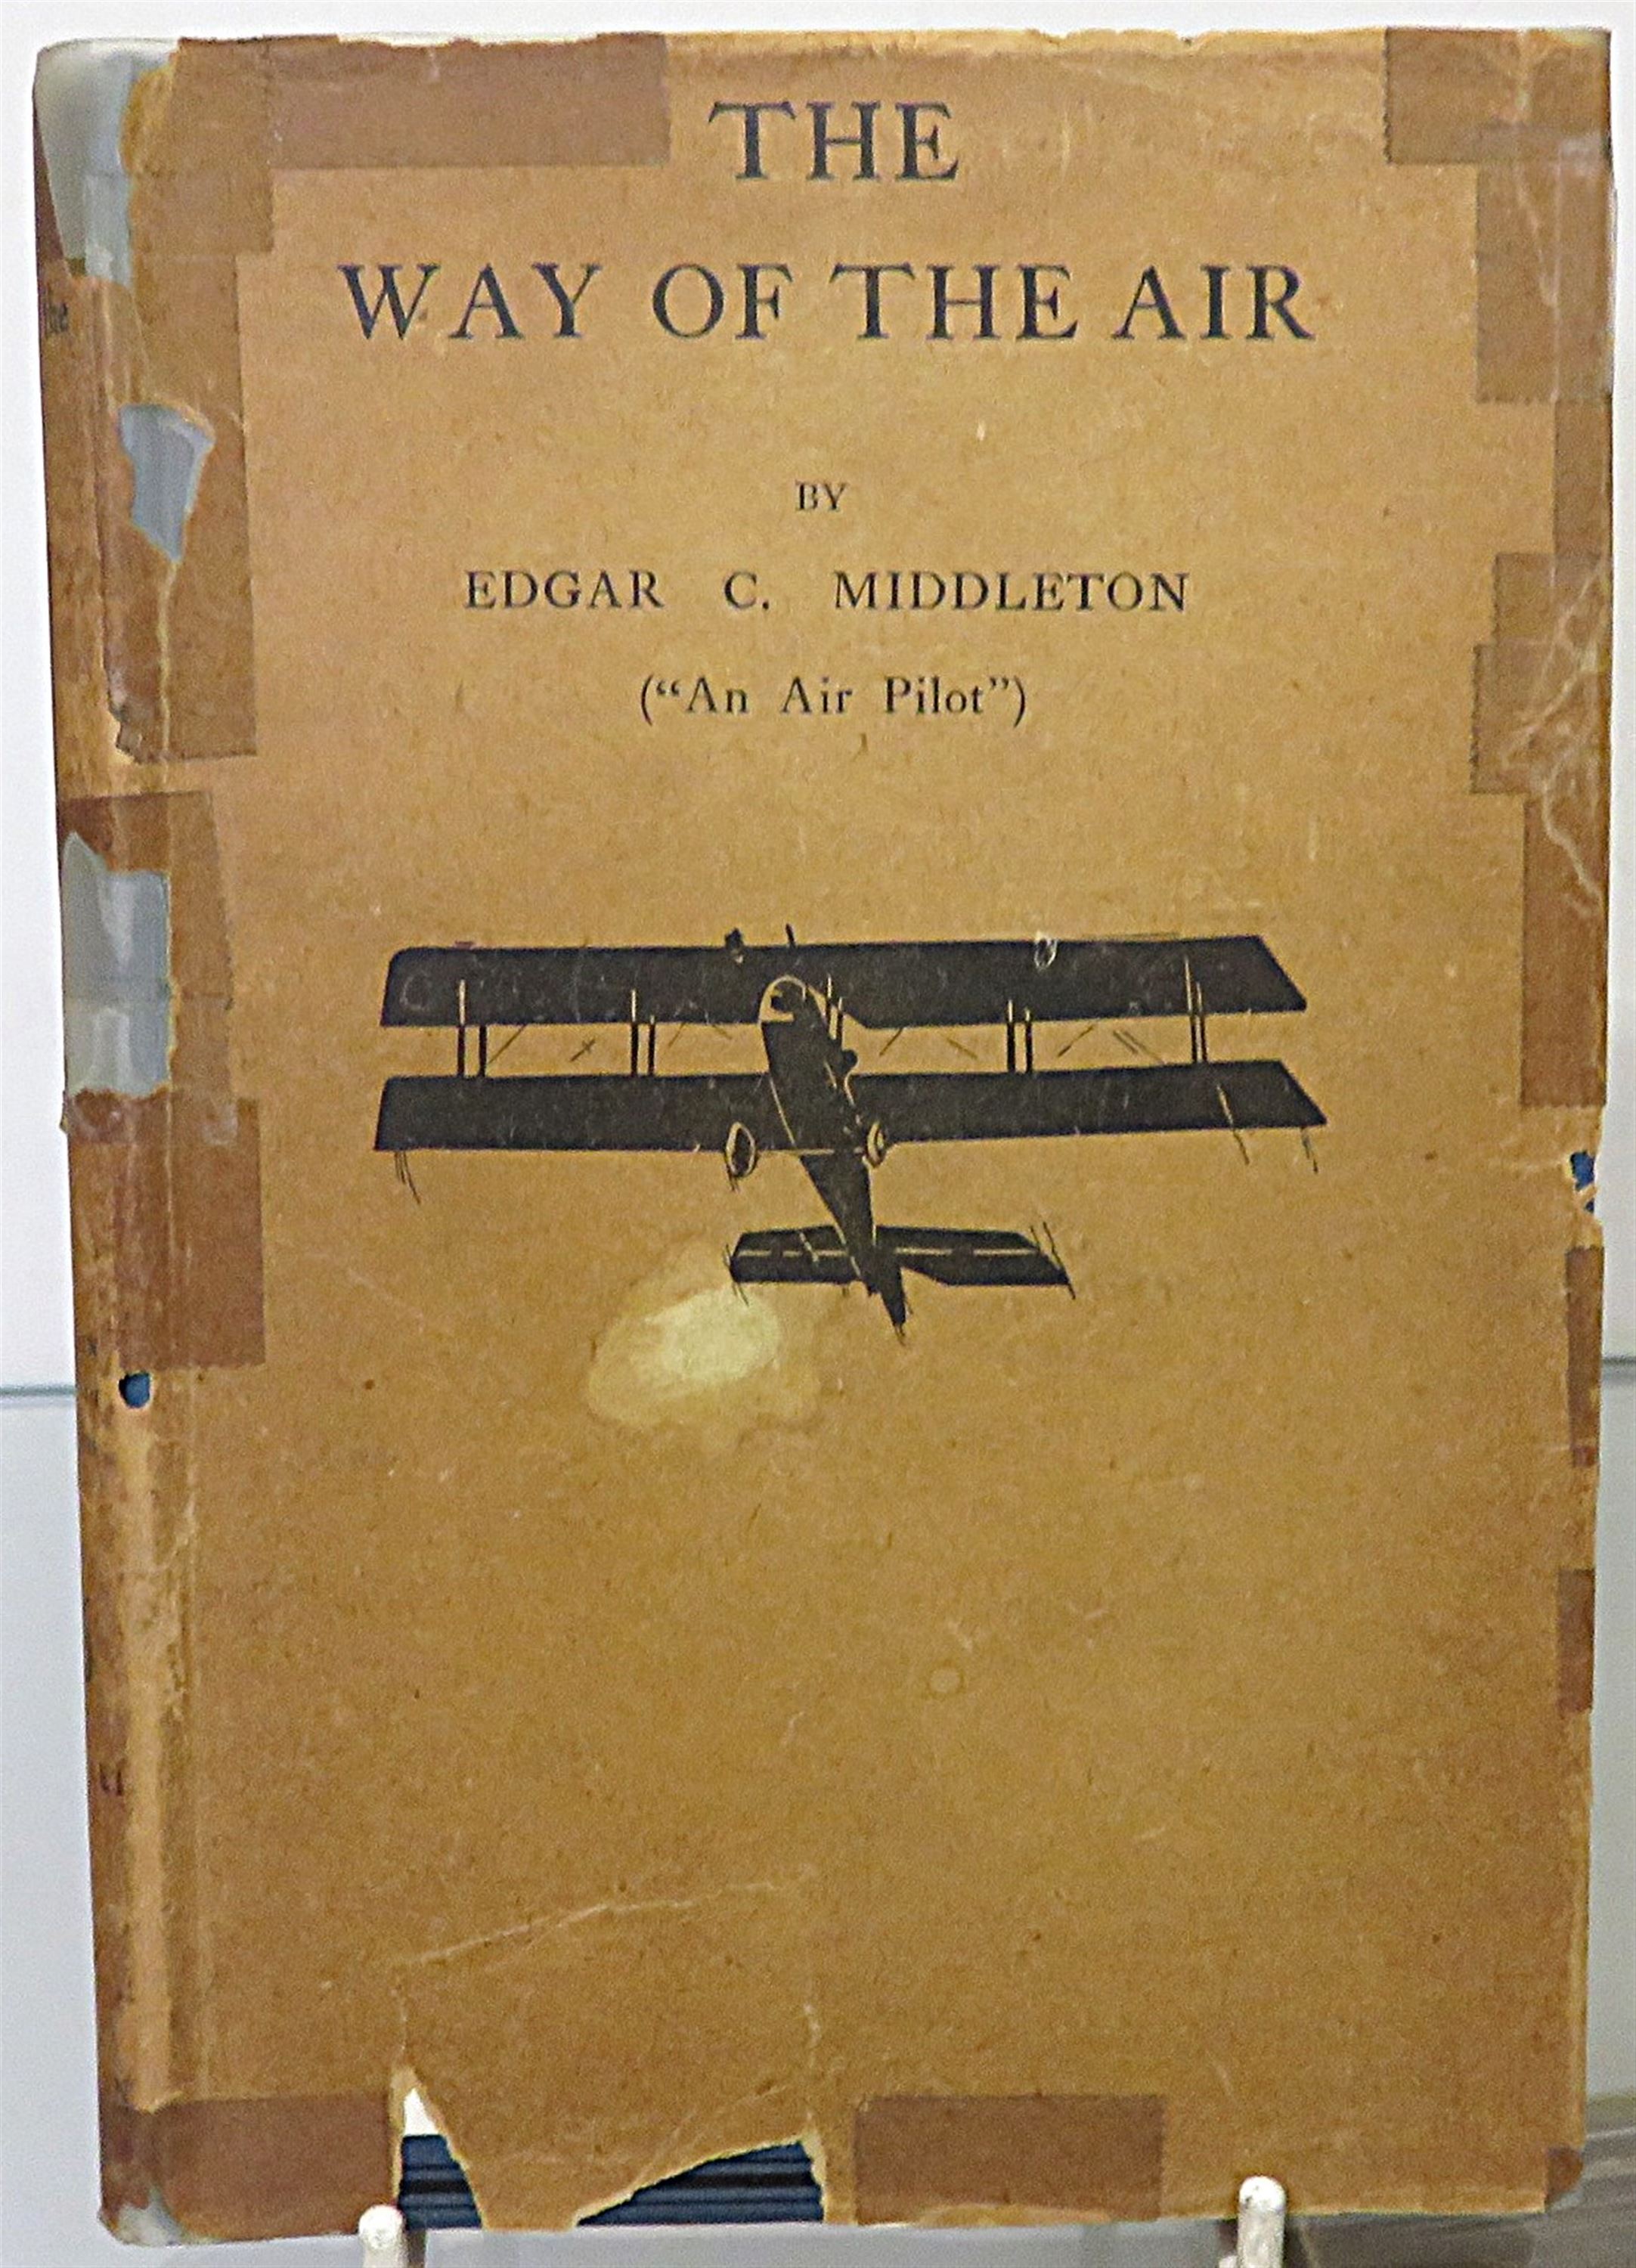 THE
WAY OF THE AIR
BY
EDGAR C. MIDDLETON
(“An Air Pilot”)